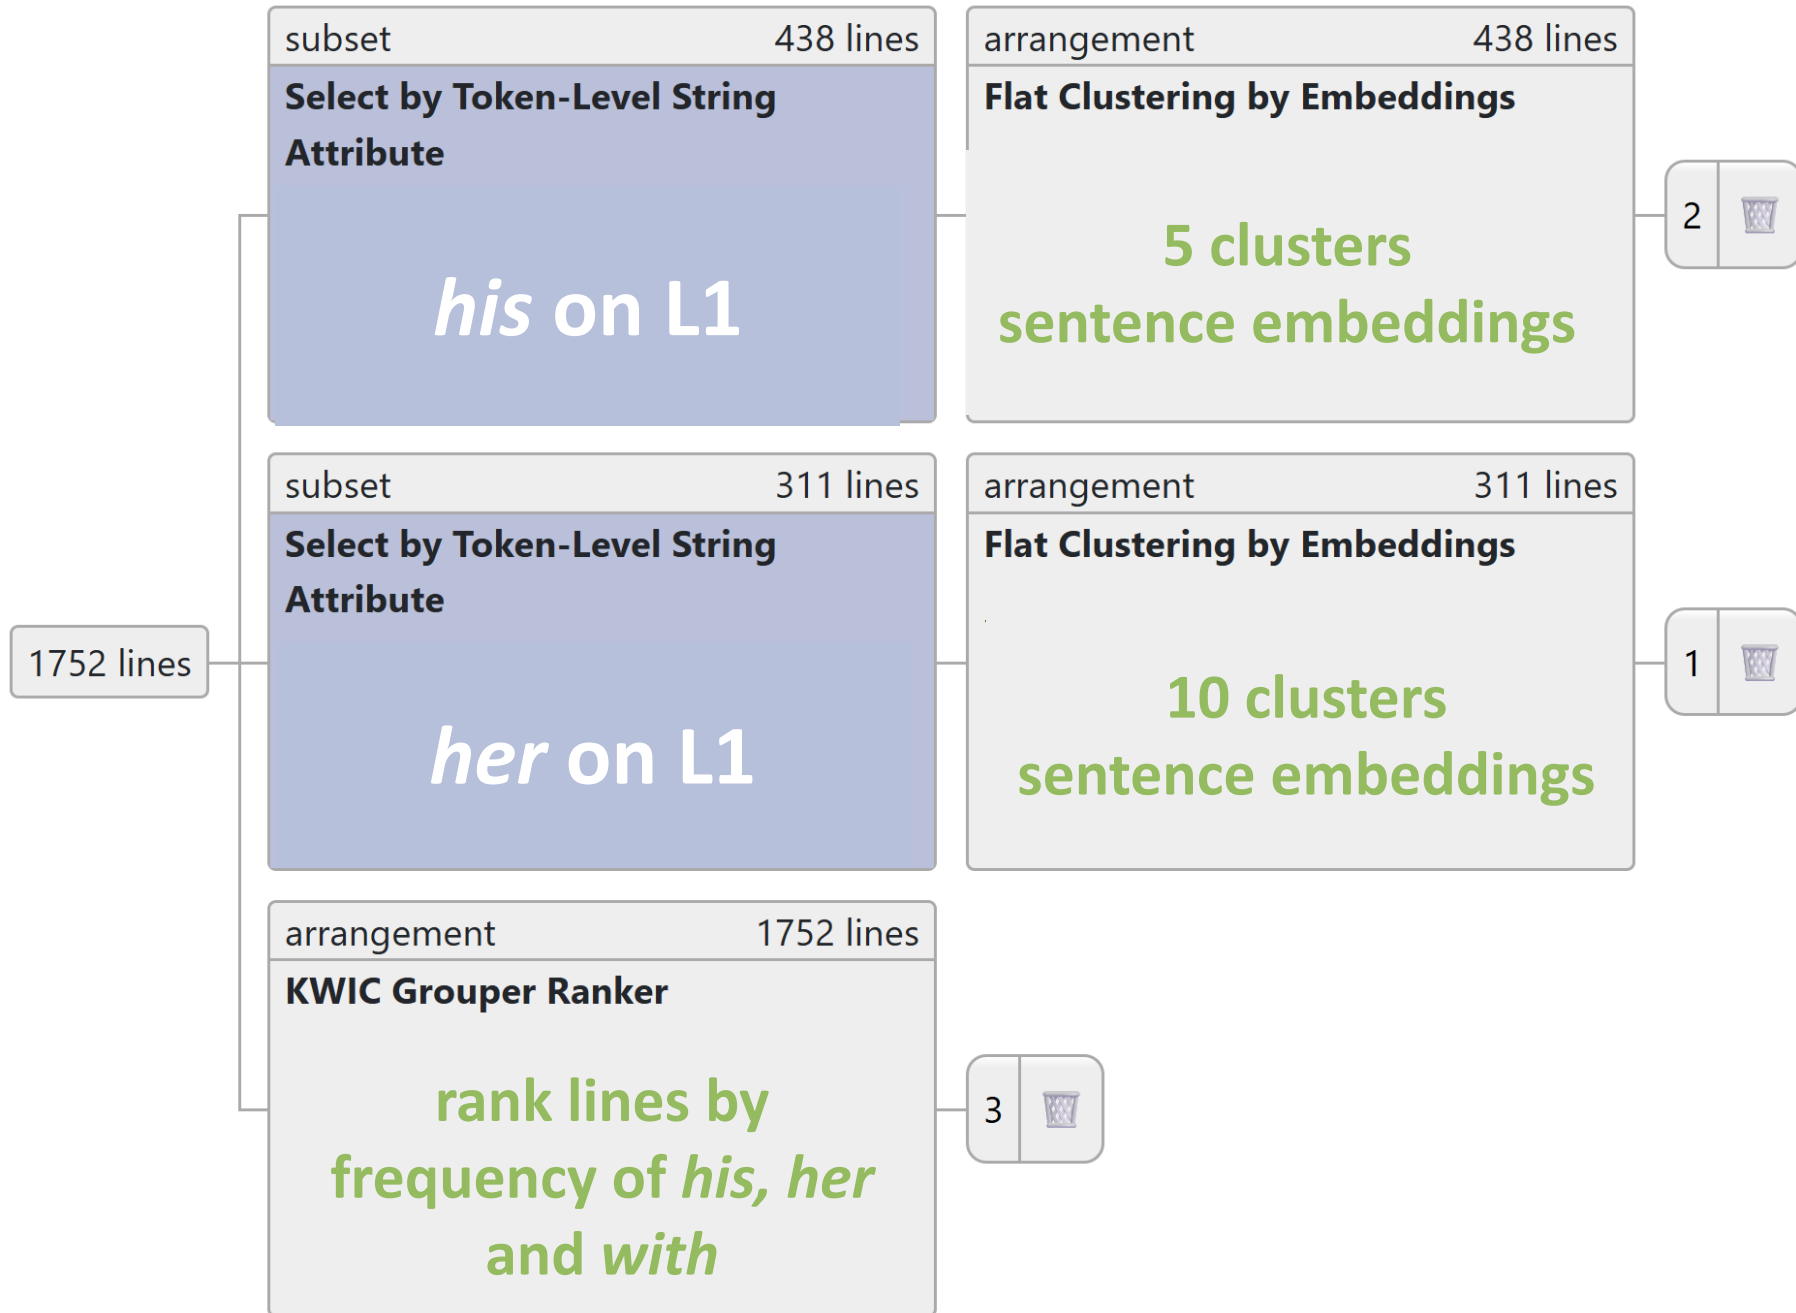 subset 438 lines
Select by Token-Level String
Attribute
his on L1
arrangement 438 lines
Flat Clustering by Embeddings
5 clusters
sentence embeddings
2
subset 311 lines
Select by Token-Level String
Attribute
her on L1
arrangement 311 lines
Flat Clustering by Embeddings
10 clusters
sentence embeddings
1
1752 lines
arrangement 1752 lines
KWIC Grouper Ranker
rank lines by
frequency of his, her
and with
3